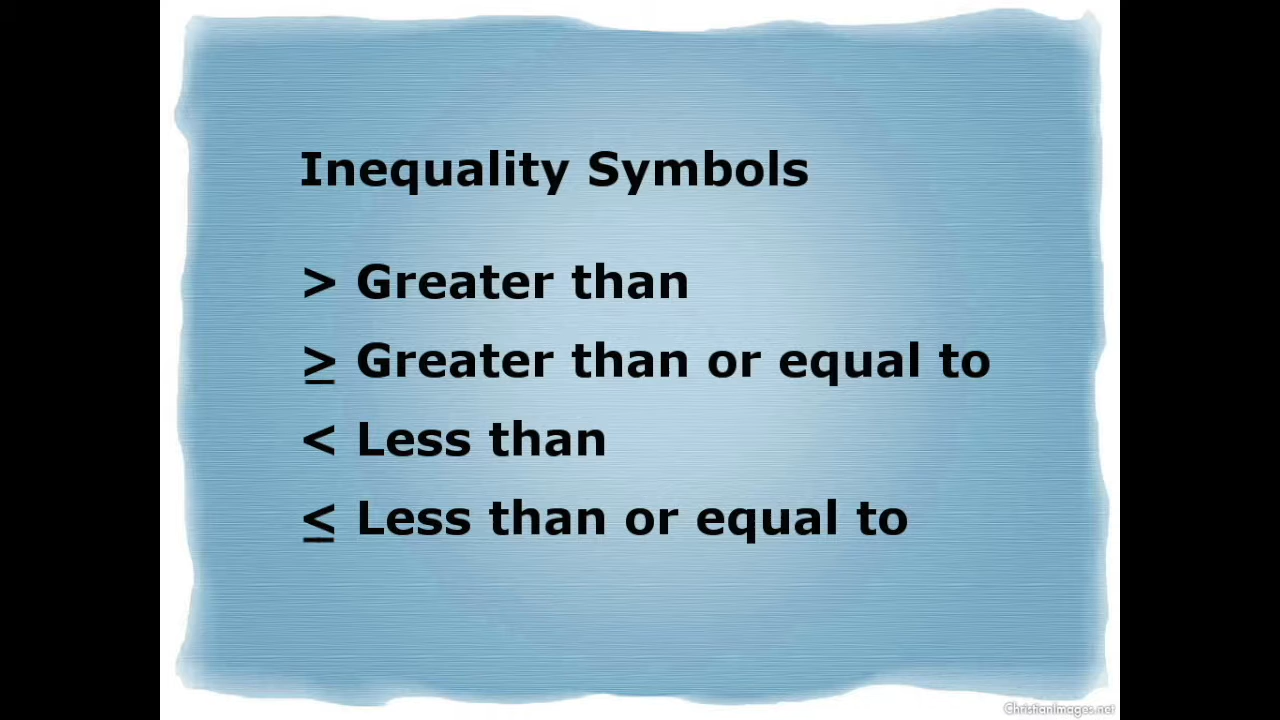 Inequality Symbols
> Greater than
≥ Greater than or equal to
< Less than
≤ Less than or equal to
ChristianImages.net